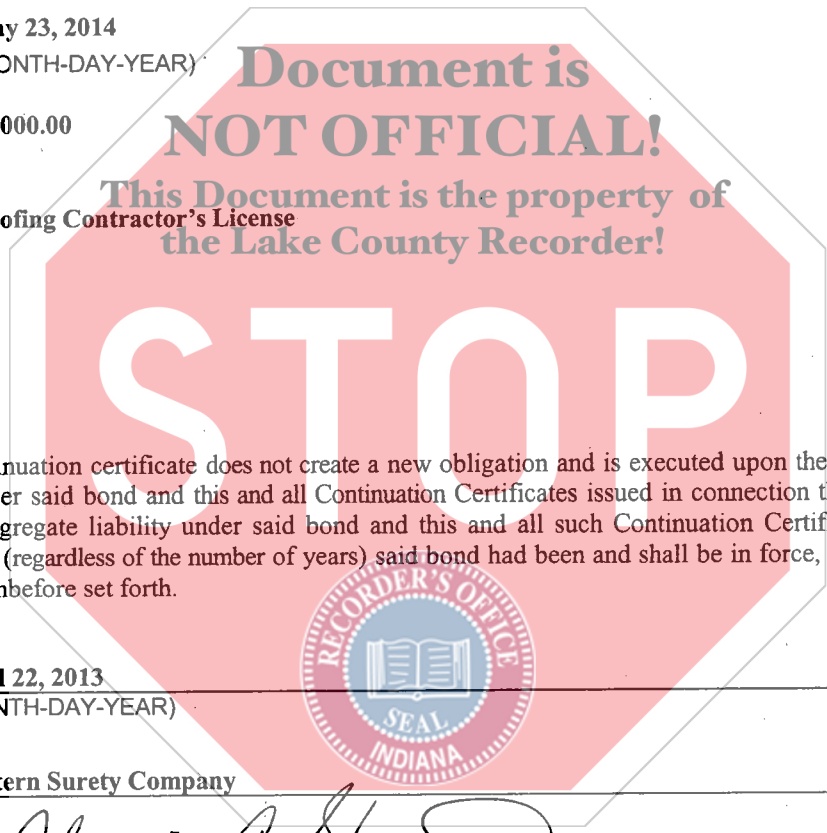 ay 23, 2014
ONTH-DAY-YEAR)
Document is
000.00
NOT OFFICIAL!
This Document is the property of
ofing Contractor's License
the Lake County Recorder!
STOP
nuation certificate does not create a new obligation and is executed upon the
er said bond and this and all Continuation Certificates issued in connection t
gregate liability under said bond and this and all such Continuation Certif
(regardless of the number of years) said bond had been and shall be in force,
nbefore set forth.
RECORDER'S OFFICE
SEAL
INDIANA
l 22, 2013
NTH-DAY-YEAR)
tern Surety Company